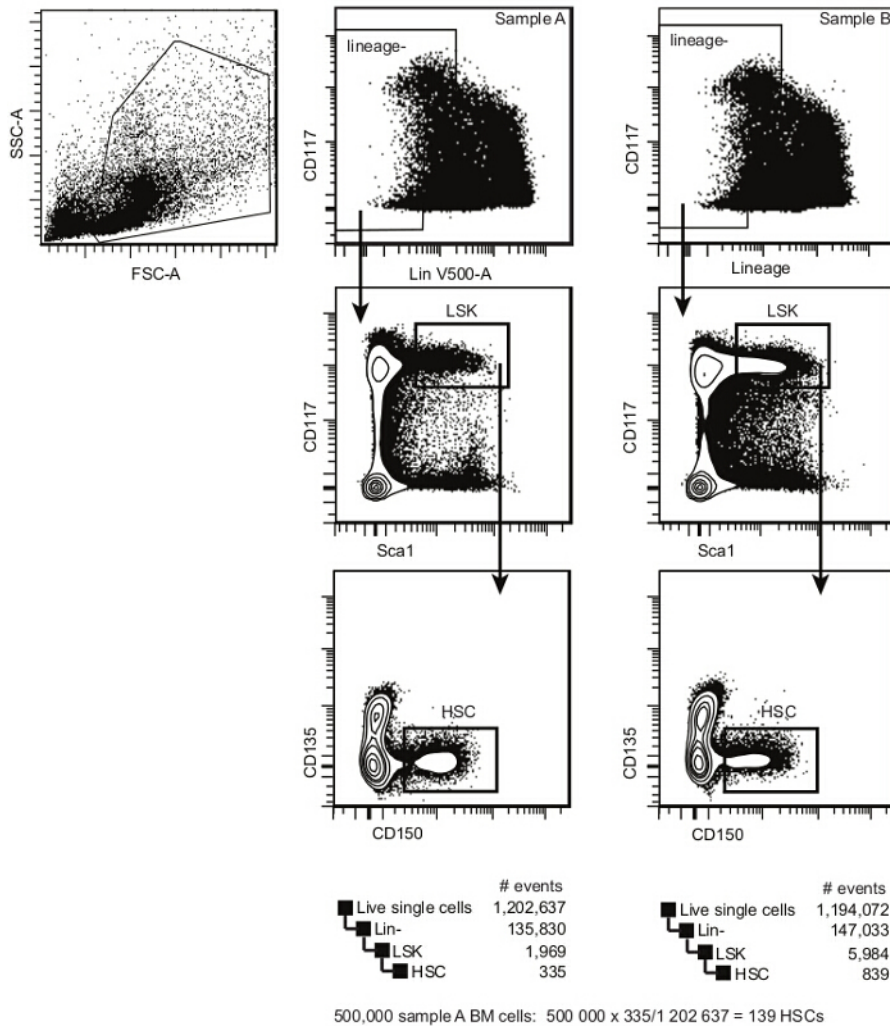 Sample A
Sample B
lineage-
lineage-
SSC-A
CD117
CD117
FSC-A
Lin V500-A
Lineage
LSK
LSK
CD117
CD117
Sca1
Sca1
HSC
HSC
CD135
CD135
CD150
CD150
# events
Live single cells 1,202,637
Lin- 135,830
LSK 1,969
HSC 335
# events
Live single cells 1,194,072
Lin- 147,033
LSK 5,984
HSC 839
500,000 sample A BM cells: 500 000 x 335/1 202 637 = 139 HSCs